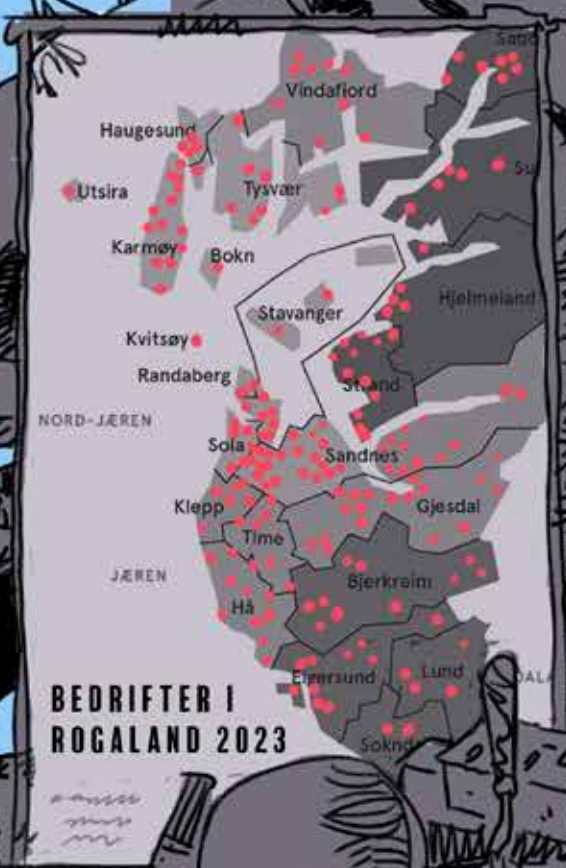 Vindafjord
Haugesund
Utsira
Tysvær
Karmøy
Bokn
Hjelmeland
Stavanger
Kvitsøy
Randaberg
Strand
NORD-JÆREN
Sola
Sandnes
Klepp
Gjesdal
Time
JÆREN
Bjerkreim
Hå
Eigersund
Lund
BEDRIFTER I
ROGALAND 2023